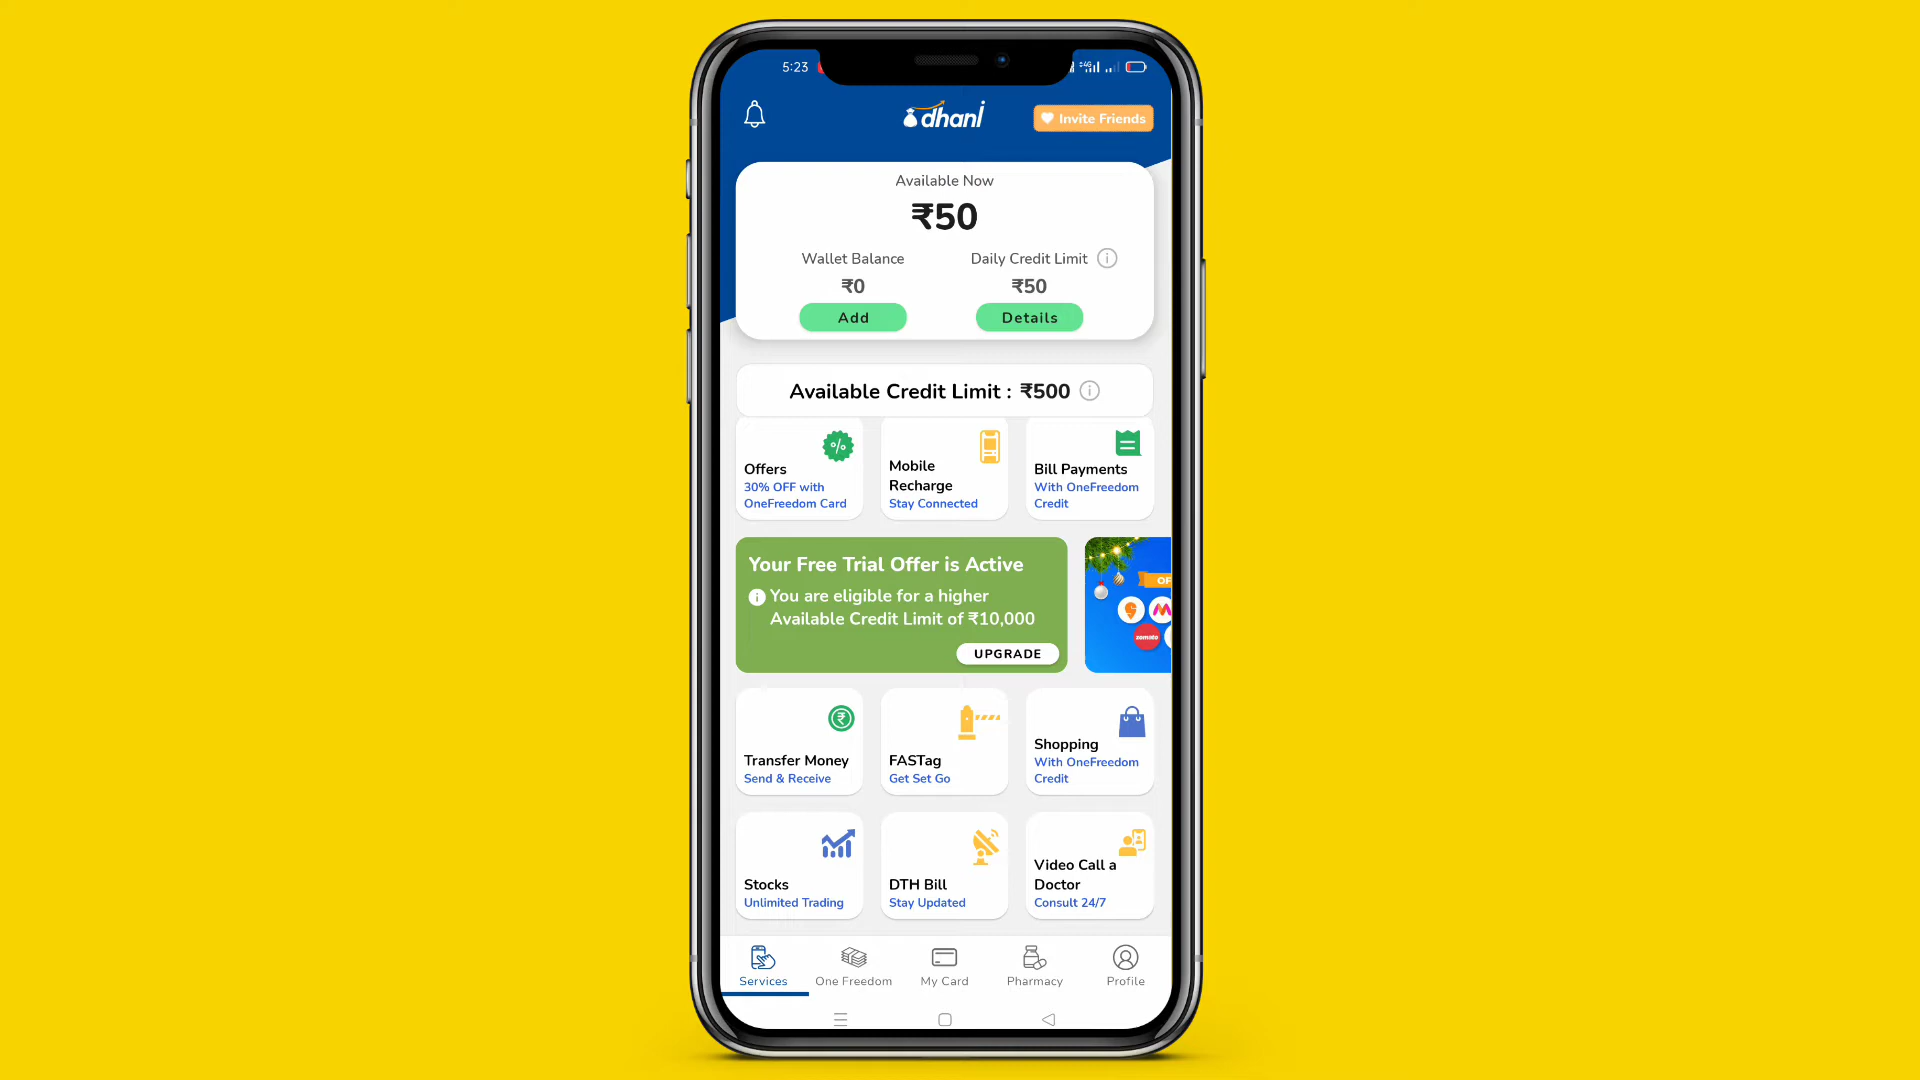 5:23
dhani
Invite Friends
Available Now
₹50
Wallet Balance
Daily Credit Limit
₹0
₹50
Add
Details
Available Credit Limit : ₹500
Offers
30% OFF with
OneFreedom Card
Mobile
Recharge
Stay Connected
Bill Payments
With OneFreedom
Credit
Your Free Trial Offer is Active
You are eligible for a higher
Available Credit Limit of ₹10,000
UPGRADE
OF
zomato
Transfer Money
Send & Receive
FASTag
Get Set Go
Shopping
With OneFreedom
Credit
Stocks
Unlimited Trading
DTH Bill
Stay Updated
Video Call a
Doctor
Consult 24/7
Services
One Freedom
My Card
Pharmacy
Profile